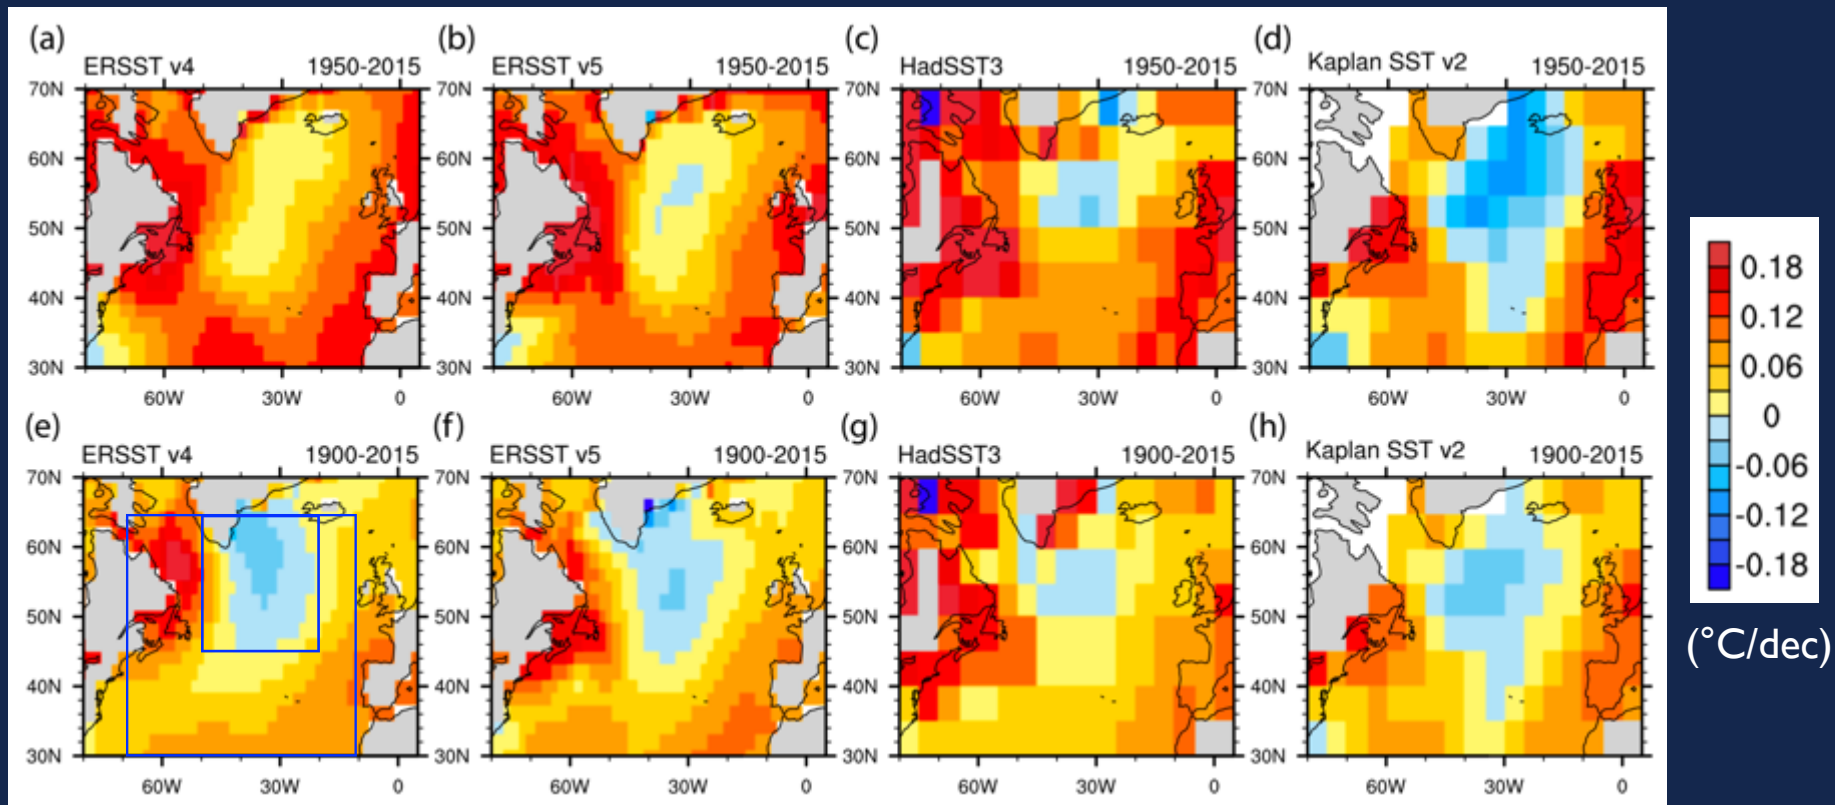 (a) (b) (c) (d)
ERSST v4 1950-2015 ERSST v5 1950-2015 HadSST3 1950-2015 Kaplan SST v2 1950-2015
70N 70N 70N 70N
60N 60N 60N 60N
50N 50N 50N 50N
40N 40N 40N 40N
30N 30N 30N 30N
60W 30W 0 60W 30W 0 60W 30W 0 60W 30W 0
(e) (f) (g) (h)
ERSST v4 1900-2015 ERSST v5 1900-2015 HadSST3 1900-2015 Kaplan SST v2 1900-2015
70N 70N 70N 70N
60N 60N 60N 60N
50N 50N 50N 50N
40N 40N 40N 40N
30N 30N 30N 30N
60W 30W 0 60W 30W 0 60W 30W 0 60W 30W 0
0.18
0.12
0.06
0
-0.06
-0.12
-0.18
(°C/dec)